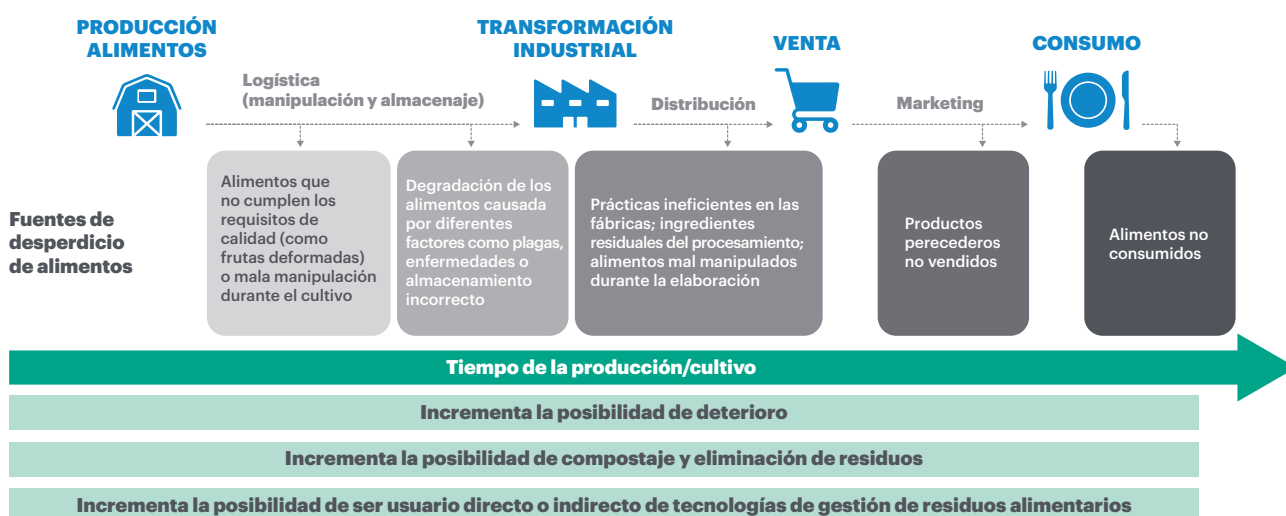 PRODUCCIÓN
ALIMENTOS
Logística
(manipulación y almacenaje)
TRANSFORMACIÓN
INDUSTRIAL
Distribución
VENTA
Marketing
CONSUMO
Fuentes de
desperdicio
de alimentos
Alimentos que
no cumplen los
requisitos de
calidad (como
frutas deformadas)
o mala manipulación
durante el cultivo
Degradación de los
alimentos causada
por diferentes
factores como plagas,
enfermedades o
almacenamiento
incorrecto
Prácticas ineficientes en las
fábricas; ingredientes
residuales del procesamiento;
alimentos mal manipulados
durante la elaboración
Productos
perecederos
no vendidos
Alimentos no
consumidos
Tiempo de la producción/cultivo
Incrementa la posibilidad de deterioro
Incrementa la posibilidad de compostaje y eliminación de residuos
Incrementa la posibilidad de ser usuario directo o indirecto de tecnologías de gestión de residuos alimentarios